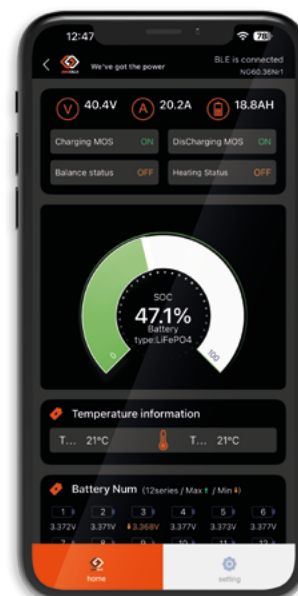 12:47
78
We've got the power
BLE is connected
NG60.36Nr1
V 40.4V A 20.2A 18.8AH
Charging MOS ON DisCharging MOS ON
Balance status OFF Heating Status OFF
SOC
47.1%
Battery
type:LiFePO4
0 100
Temperature information
T... 21°C T... 21°C
Battery Num (12series / Max⬆ / Min⬇)
1 2 3 4 5 6
3.372V 3.371V ⬇3.368V 3.377V 3.373V 3.377V
home setting